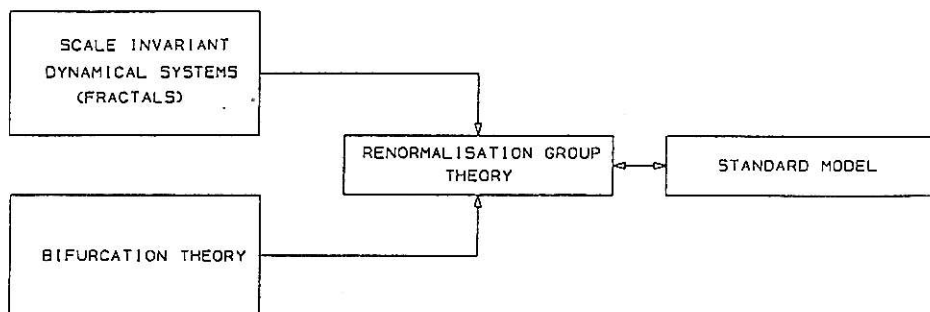 SCALE INVARIANT
DYNAMICAL SYSTEMS
(FRACTALS)
RENORMALISATION GROUP
THEORY
STANDARD MODEL
BIFURCATION THEORY